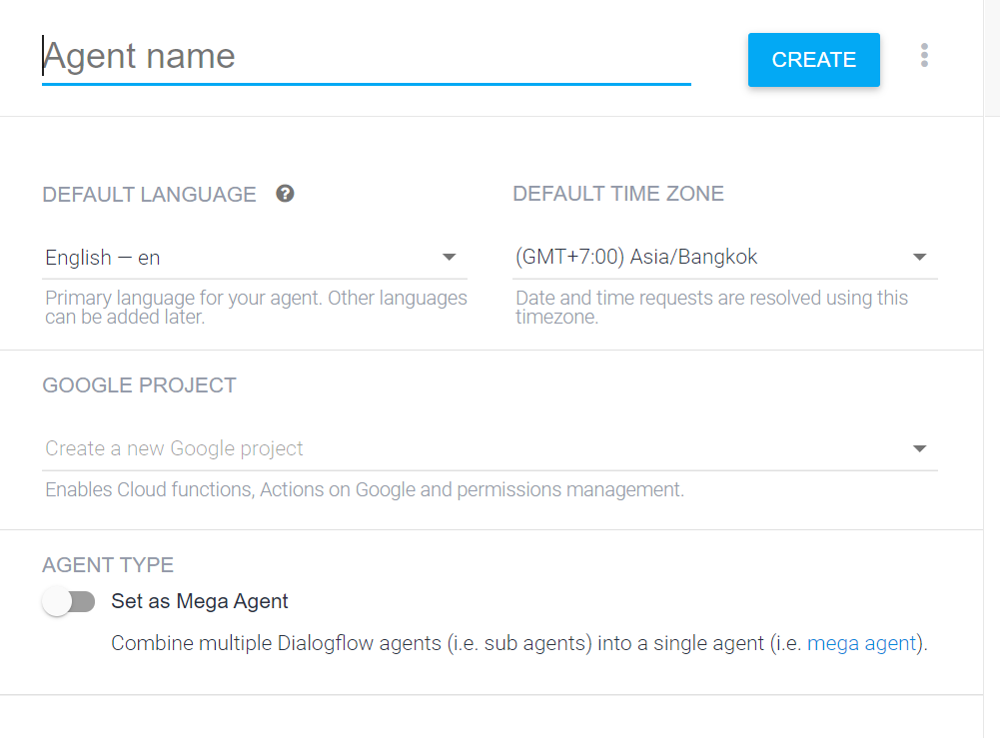 Agent name
CREATE
DEFAULT LANGUAGE
DEFAULT TIME ZONE
English — en
(GMT+7:00) Asia/Bangkok
Primary language for your agent. Other languages
can be added later.
Date and time requests are resolved using this
timezone.
GOOGLE PROJECT
Create a new Google project
Enables Cloud functions, Actions on Google and permissions management.
AGENT TYPE
Set as Mega Agent
Combine multiple Dialogflow agents (i.e. sub agents) into a single agent (i.e. mega agent).